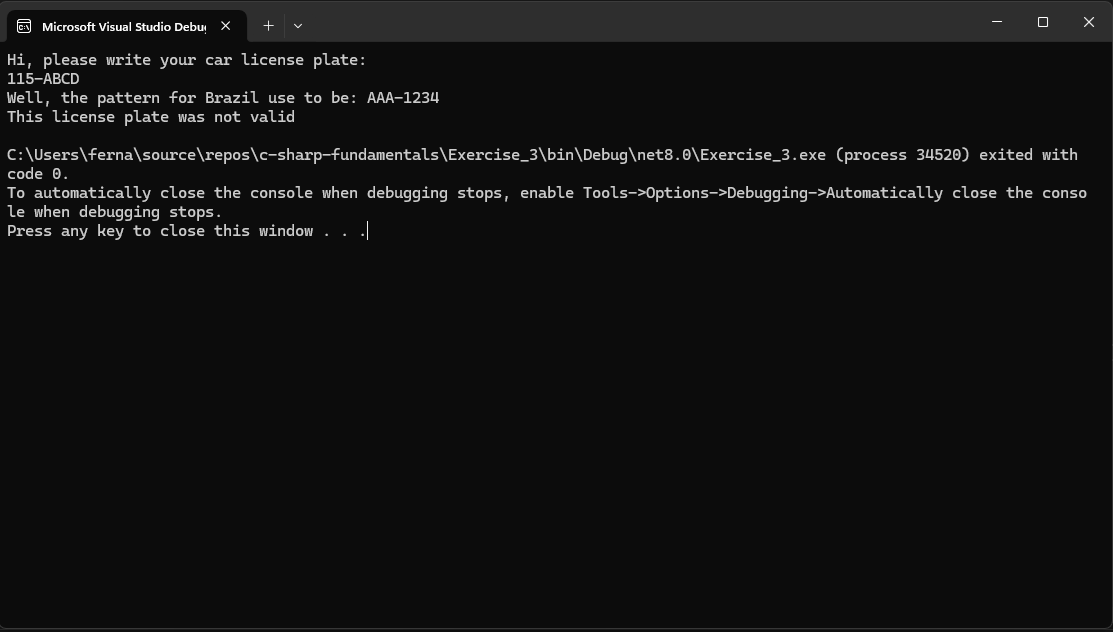 Microsoft Visual Studio Debug
Hi, please write your car license plate:
115-ABCD
Well, the pattern for Brazil use to be: AAA-1234
This license plate was not valid
C:\Users\ferna\source\repos\c-sharp-fundamentals\Exercise_3\bin\Debug\net8.0\Exercise_3.exe (process 34520) exited with
code 0.
To automatically close the console when debugging stops, enable Tools->Options->Debugging->Automatically close the conso
le when debugging stops.
Press any key to close this window . . .